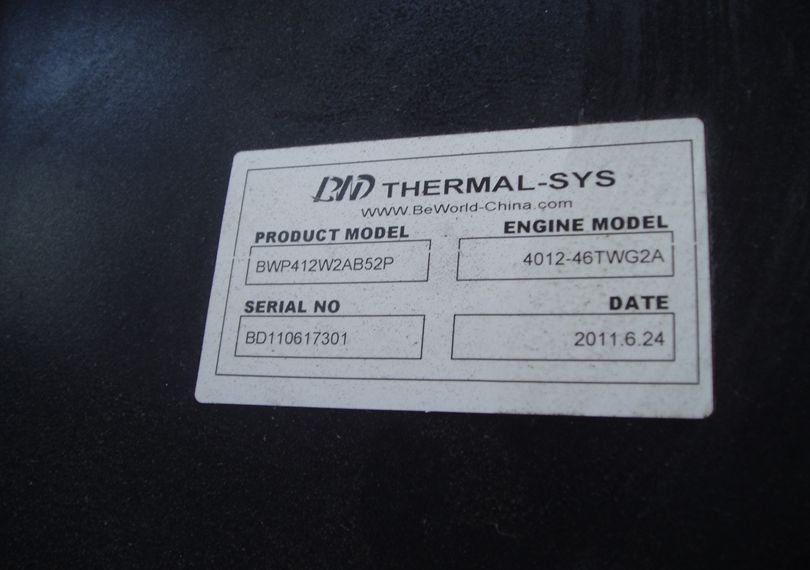 BW THERMAL-SYS
WWW.BeWorld-China.com
PRODUCT MODEL ENGINE MODEL
BWP412W2AB52P 4012-46TWG2A
SERIAL NO DATE
BD110617301 2011.6.24